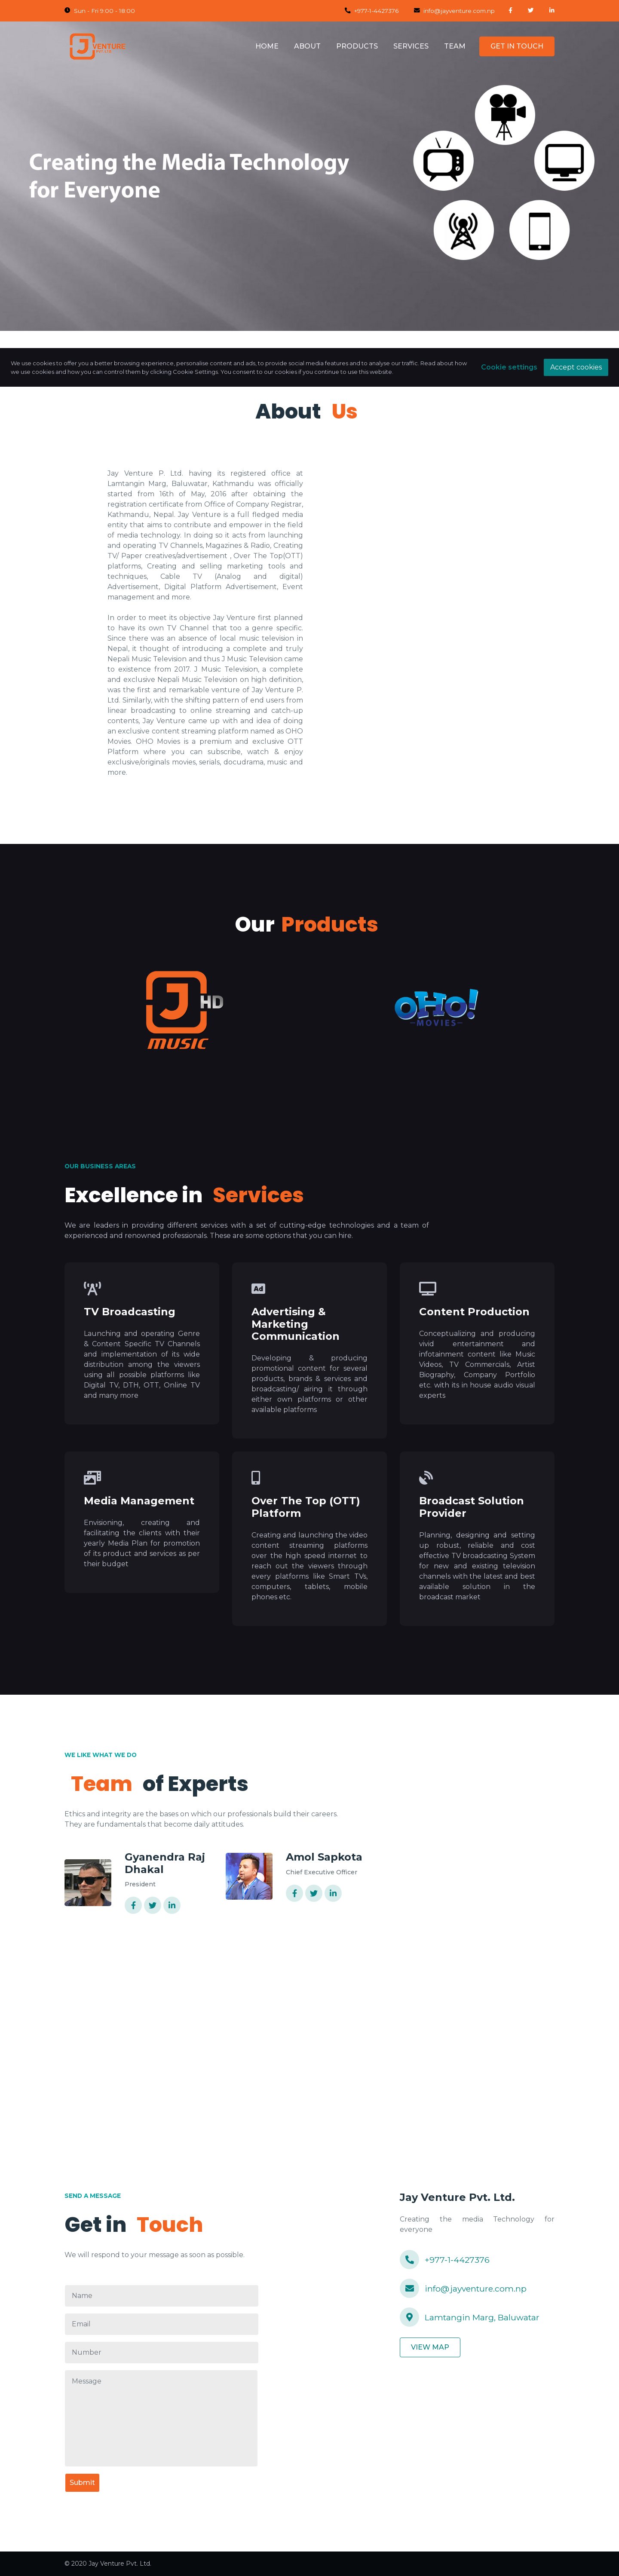 Sun - Fri 9:00 - 18:00
+977-1-4427376
info@jayventure.com.np
J VENTURE
HOME
ABOUT
PRODUCTS
SERVICES
TEAM
GET IN TOUCH
Creating the Media Technology
for Everyone
We use cookies to offer you a better browsing experience, personalise content and ads, to provide social media features and to analyse our traffic. Read about how
we use cookies and how you can control them by clicking Cookie Settings. You consent to our cookies if you continue to use this website.
Cookie settings
Accept cookies
About Us
Jay Venture P. Ltd. having its registered office at
Lamtangin Marg, Baluwatar, Kathmandu was officially
started from 16th of May, 2016 after obtaining the
registration certificate from Office of Company Registrar,
Kathmandu, Nepal. Jay Venture is a full fledged media
entity that aims to contribute and empower in the field
of media technology. In doing so it acts from launching
and operating TV Channels, Magazines & Radio, Creating
TV/ Paper creatives/advertisement , Over The Top(OTT)
platforms, Creating and selling marketing tools and
techniques, Cable TV (Analog and digital)
Advertisement, Digital Platform Advertisement, Event
management and more.
In order to meet its objective Jay Venture first planned
to have its own TV Channel that too a genre specific.
Since there was an absence of local music television in
Nepal, it thought of introducing a complete and truly
Nepali Music Television and thus J Music Television came
to existence from 2017. J Music Television, a complete
and exclusive Nepali Music Television on high definition,
was the first and remarkable venture of Jay Venture P.
Ltd. Similarly, with the shifting pattern of end users from
linear broadcasting to online streaming and catch-up
contents, Jay Venture came up with and idea of doing
an exclusive content streaming platform named as OHO
Movies. OHO Movies is a premium and exclusive OTT
Platform where you can subscribe, watch & enjoy
exclusive/originals movies, serials, docudrama, music and
more.
Our Products
J HD
MUSIC
OHO!
~MOVIES~
OUR BUSINESS AREAS
Excellence in Services
We are leaders in providing different services with a set of cutting-edge technologies and a team of
experienced and renowned professionals. These are some options that you can hire.
TV Broadcasting
Launching and operating Genre
& Content Specific TV Channels
and implementation of its wide
distribution among the viewers
using all possible platforms like
Digital TV, DTH, OTT, Online TV
and many more
Ad
Advertising &
Marketing
Communication
Developing & producing
promotional content for several
products, brands & services and
broadcasting/ airing it through
either own platforms or other
available platforms
Content Production
Conceptualizing and producing
vivid entertainment and
infotainment content like Music
Videos, TV Commercials, Artist
Biography, Company Portfolio
etc. with its in house audio visual
experts
Media Management
Envisioning, creating and
facilitating the clients with their
yearly Media Plan for promotion
of its product and services as per
their budget
Over The Top (OTT)
Platform
Creating and launching the video
content streaming platforms
over the high speed internet to
reach out the viewers through
every platforms like Smart TVs,
computers, tablets, mobile
phones etc.
Broadcast Solution
Provider
Planning, designing and setting
up robust, reliable and cost
effective TV broadcasting System
for new and existing television
channels with the latest and best
available solution in the
broadcast market
WE LIKE WHAT WE DO
Team of Experts
Ethics and integrity are the bases on which our professionals build their careers.
They are fundamentals that become daily attitudes.
Gyanendra Raj
Dhakal
President
Amol Sapkota
Chief Executive Officer
SEND A MESSAGE
Get in Touch
We will respond to your message as soon as possible.
Name
Email
Number
Message
Submit
Jay Venture Pvt. Ltd.
Creating the media Technology for
everyone
+977-1-4427376
info@jayventure.com.np
Lamtangin Marg, Baluwatar
VIEW MAP
© 2020 Jay Venture Pvt. Ltd.